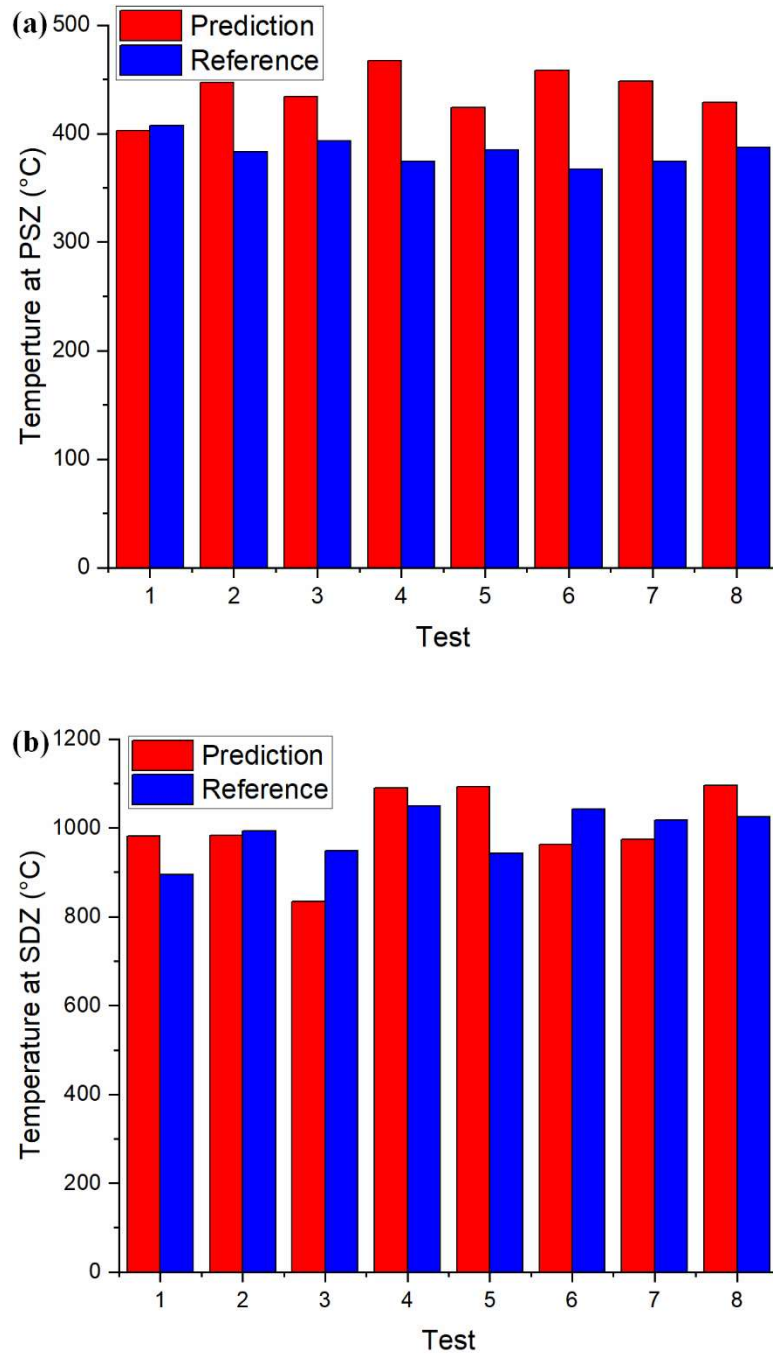 (a)
Prediction
Reference
500
400
300
200
100
0
Temperture at PSZ (°C)
1 2 3 4 5 6 7 8
Test
(b)
Prediction
Reference
1200
1000
800
600
400
200
0
Temperature at SDZ (°C)
1 2 3 4 5 6 7 8
Test